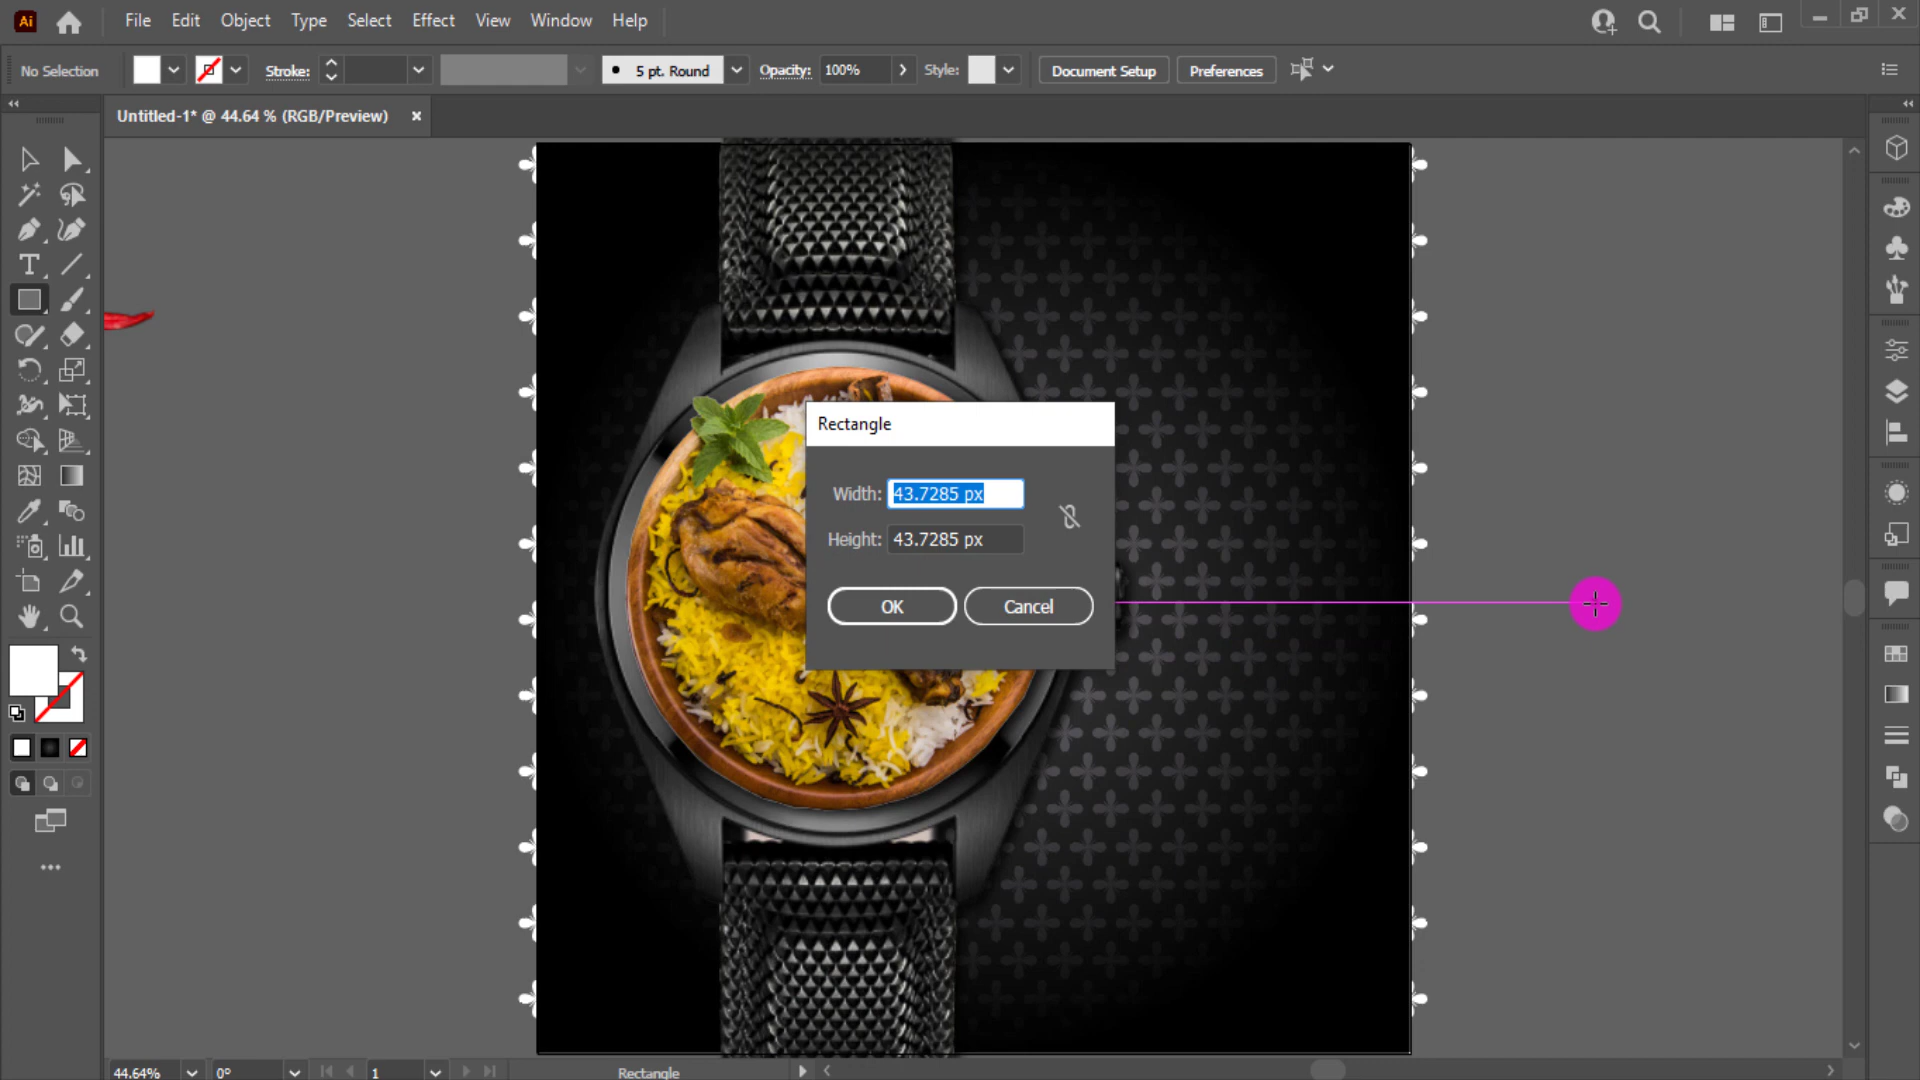 Ai
File Edit Object Type Select Effect View Window Help
No Selection
Stroke:
5 pt. Round
Opacity: 100%
Style:
Document Setup
Preferences
Untitled-1* @ 44.64 % (RGB/Preview) ×
Rectangle
Width: 43.7285 px
Height: 43.7285 px
OK
Cancel
44.64%
0°
1
Rectangle